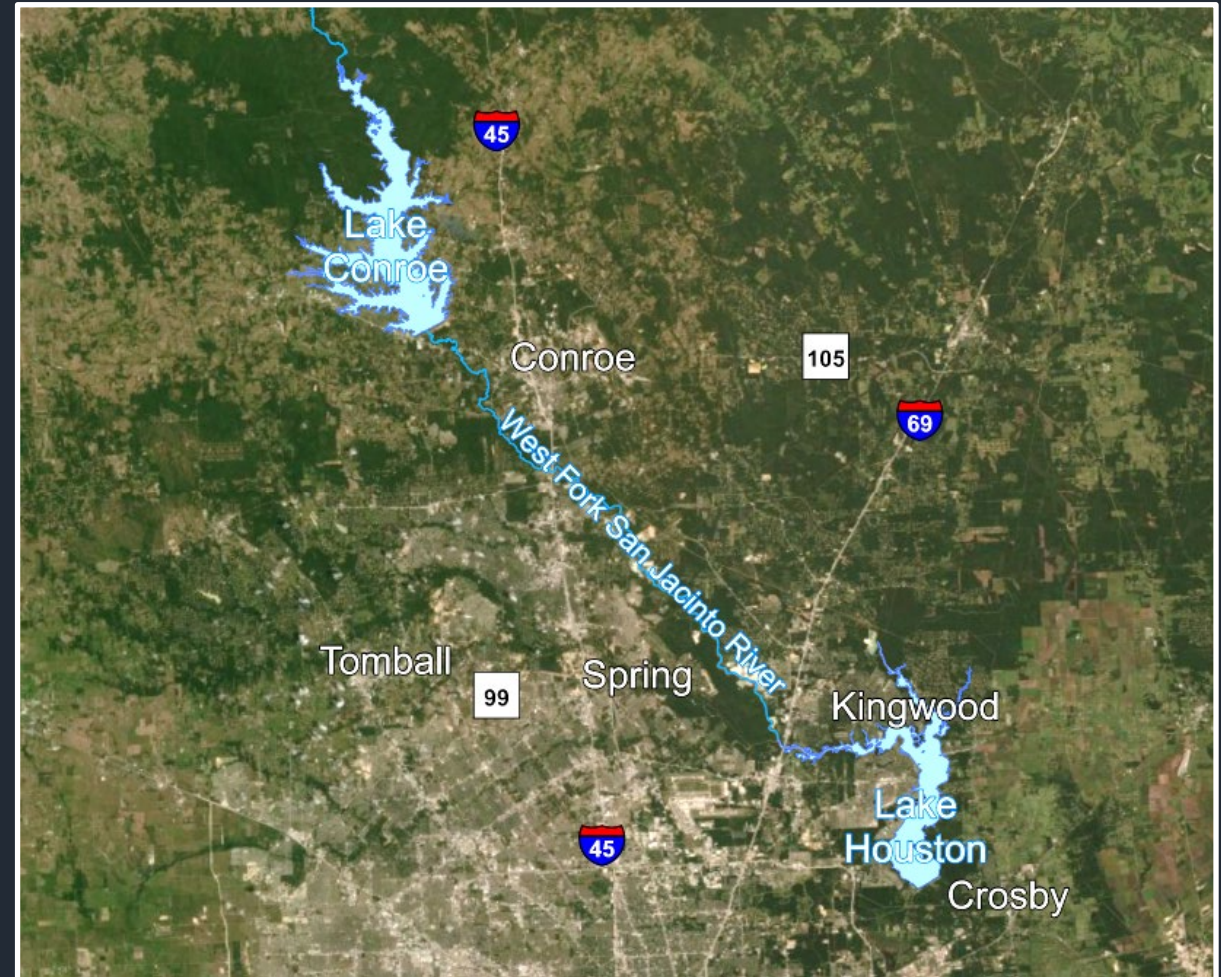 45
Lake
Conroe
Conroe
105
69
West Fork San Jacinto River
Tomball
Spring
99
Kingwood
Lake
Houston
45
Crosby